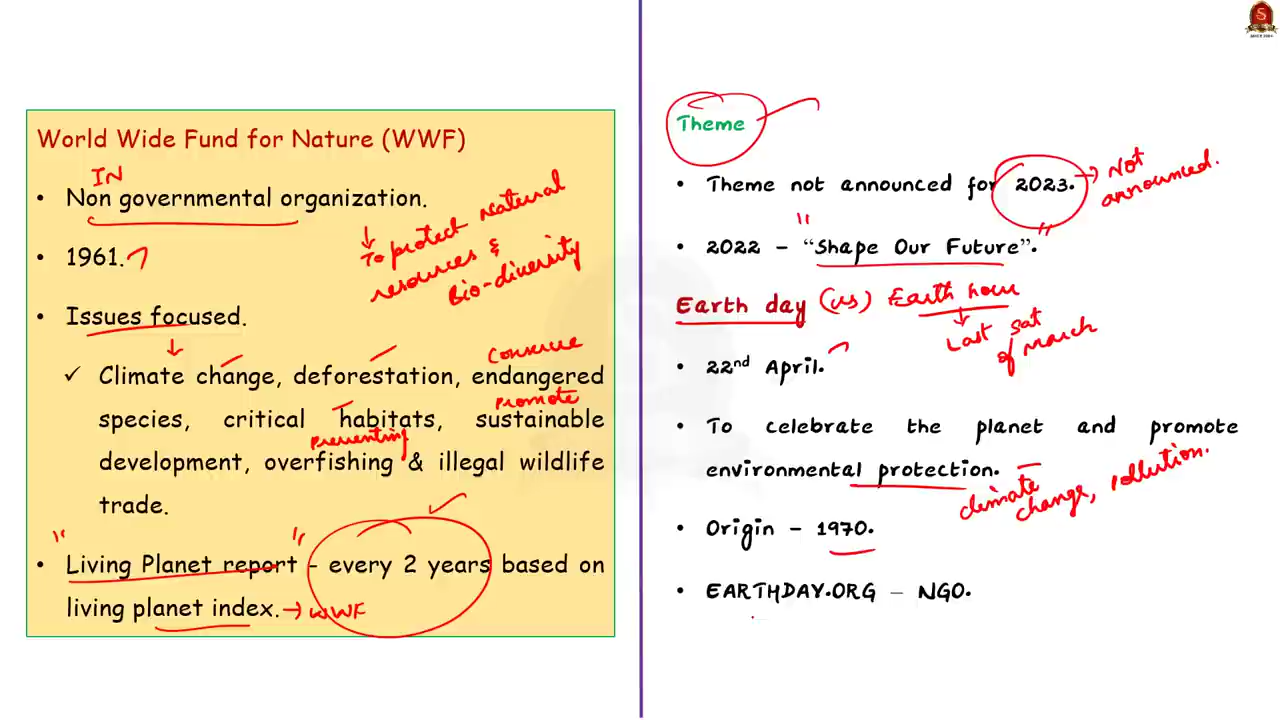 World Wide Fund for Nature (WWF)
IN
• Non governmental organization.
• 1961.
To protect natural
resources &
Bio-diversity
• Issues focused.
conserve
✓ Climate change, deforestation, endangered
promote
species, critical habitats, sustainable
preventing
development, overfishing & illegal wildlife
trade.
• "Living Planet report" - every 2 years based on
living planet index. → WWF
Theme
• Theme not announced for 2023. → Not
announced.
• 2022 – "Shape Our Future".
Earth day (vs) Earth hour
Last Sat
of March
• 22nd April.
• To celebrate the planet and promote
environmental protection.
climate
change, pollution.
• Origin – 1970.
• EARTHDAY.ORG – NGO.